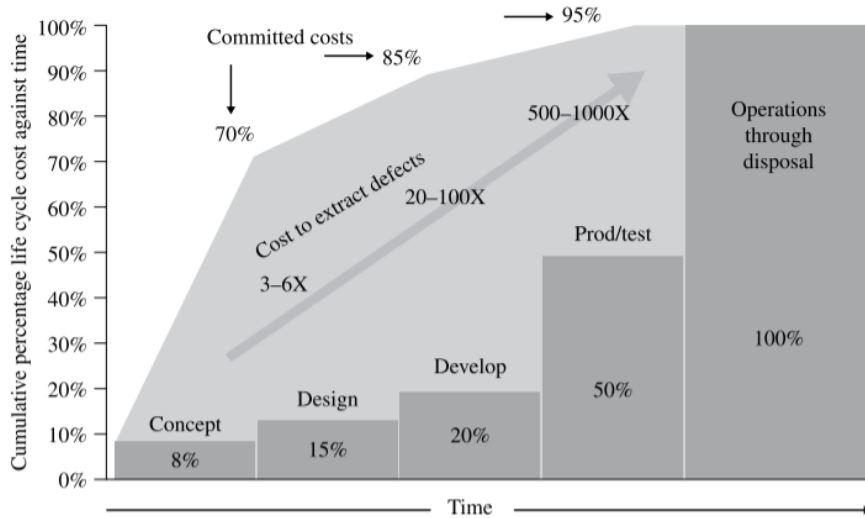 Cumulative percentage life cycle cost against time
100%
90%
80%
70%
60%
50%
40%
30%
20%
10%
0%
Committed costs
70%
85%
95%
Cost to extract defects
3–6X
20–100X
500–1000X
Concept
8%
Design
15%
Develop
20%
Prod/test
50%
Operations
through
disposal
100%
Time